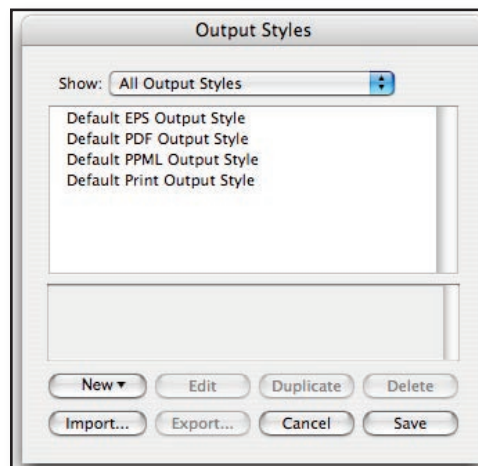 Output Styles
Show: All Output Styles
Default EPS Output Style
Default PDF Output Style
Default PPML Output Style
Default Print Output Style
New Edit Duplicate Delete
Import... Export... Cancel Save